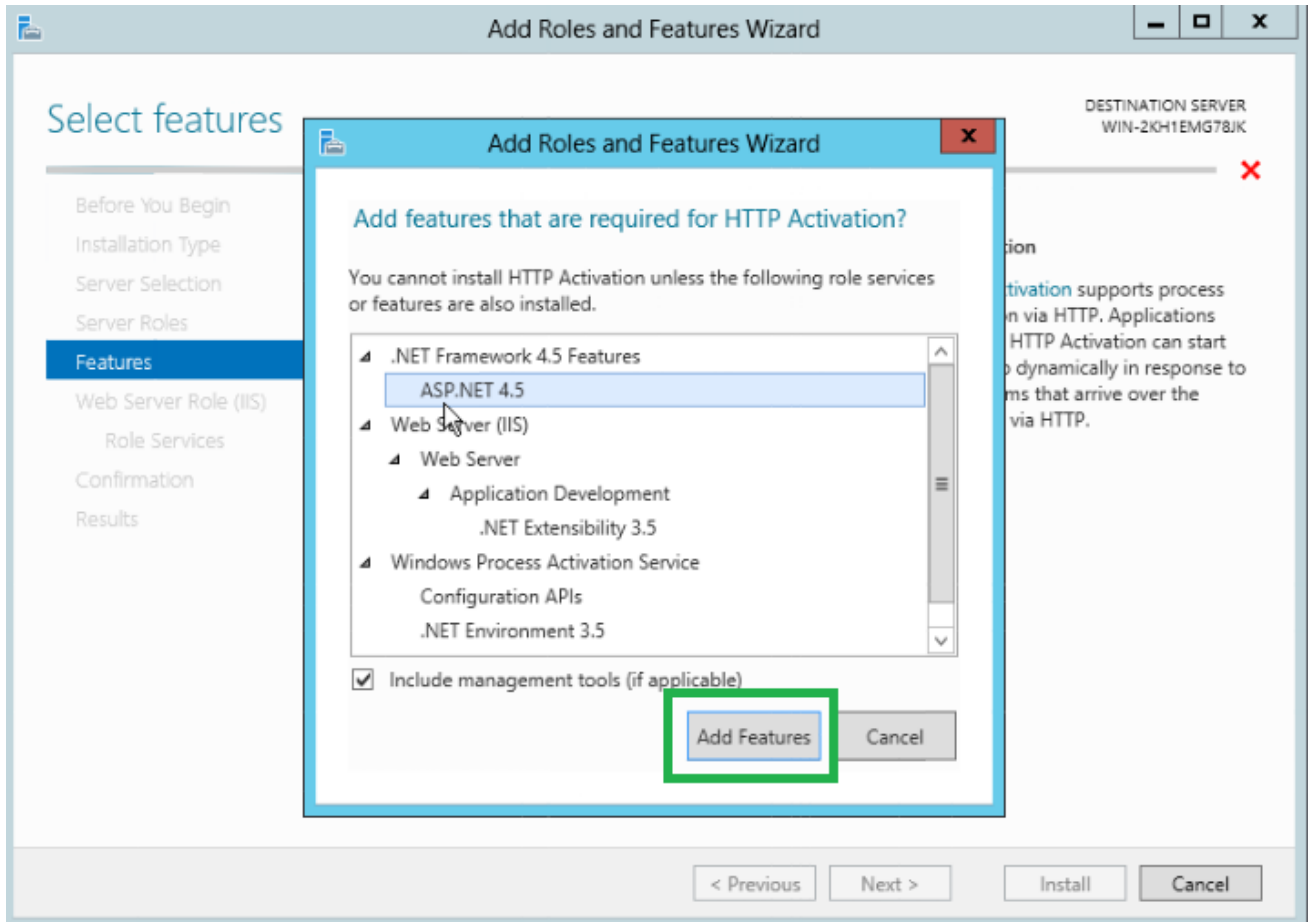 Add Roles and Features Wizard
Select features
DESTINATION SERVER
WIN-2KH1EMG78JK
Before You Begin
Installation Type
Server Selection
Server Roles
Features
Web Server Role (IIS)
Role Services
Confirmation
Results
Add Roles and Features Wizard
Add features that are required for HTTP Activation?
You cannot install HTTP Activation unless the following role services
or features are also installed.
.NET Framework 4.5 Features
ASP.NET 4.5
Web Server (IIS)
Web Server
Application Development
.NET Extensibility 3.5
Windows Process Activation Service
Configuration APIs
.NET Environment 3.5
Include management tools (if applicable)
Add Features
Cancel
supports process
via HTTP. Applications
HTTP Activation can start
dynamically in response to
that arrive over the
via HTTP.
< Previous
Next >
Install
Cancel